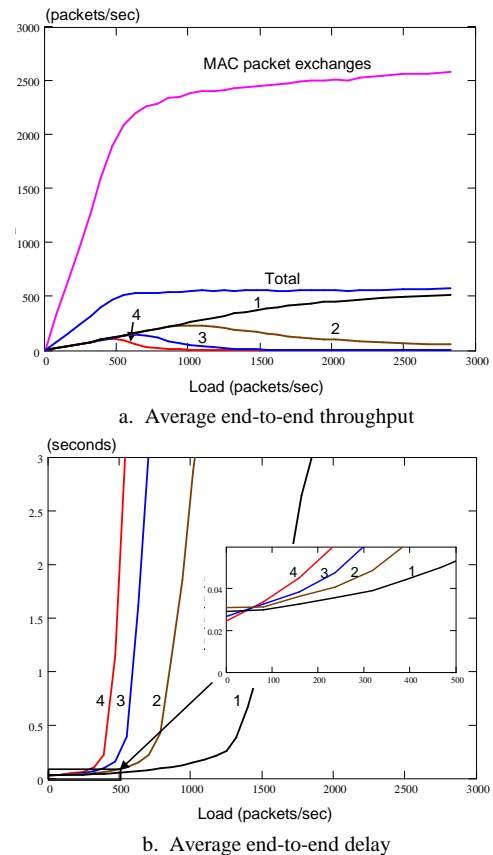 (packets/sec)
3000
MAC packet exchanges
2500
2000
1500
1000
Total
500
1
4
2
3
0
0 500 1000 1500 2000 2500 3000
Load (packets/sec)
a. Average end-to-end throughput
(seconds)
3
2.5
2
4 3 2 1
0.04
1.5
0.02
0
0 100 200 300 400 500
1
4 3 2 1
0.5
0
0 500 1000 1500 2000 2500 3000
Load (packets/sec)
b. Average end-to-end delay